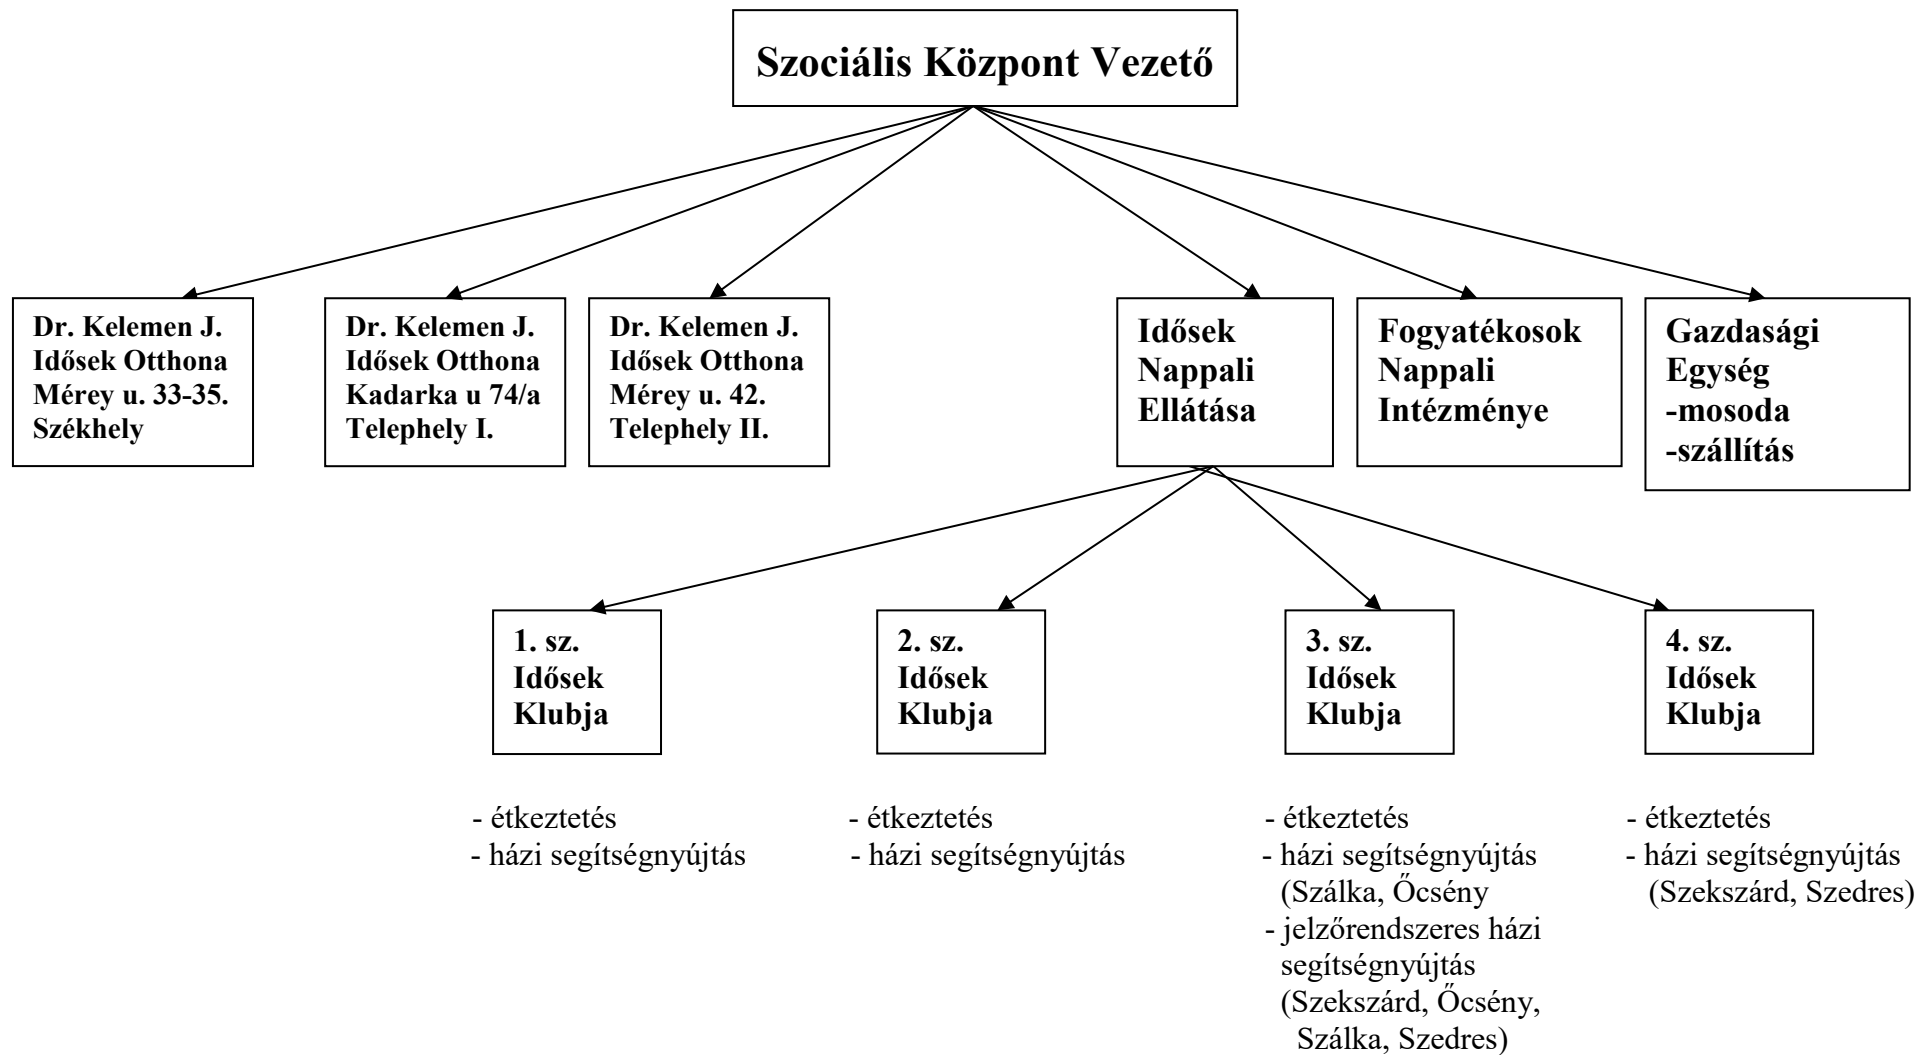 Szociális Központ Vezető
Dr. Kelemen J.
Idősek Otthona
Mérey u. 33-35.
Székhely
Dr. Kelemen J.
Idősek Otthona
Kadarka u 74/a
Telephely I.
Dr. Kelemen J.
Idősek Otthona
Mérey u. 42.
Telephely II.
Idősek
Nappali
Ellátása
Fogyatékosok
Nappali
Intézménye
Gazdasági
Egység
-mosoda
-szállítás
1. sz.
Idősek
Klubja
2. sz.
Idősek
Klubja
3. sz.
Idősek
Klubja
4. sz.
Idősek
Klubja
- étkeztetés
- házi segítségnyújtás
- étkeztetés
- házi segítségnyújtás
- étkeztetés
- házi segítségnyújtás
(Szálka, Őcsény
- jelzőrendszeres házi
segítségnyújtás
(Szekszárd, Őcsény,
Szálka, Szedres)
- étkeztetés
- házi segítségnyújtás
(Szekszárd, Szedres)